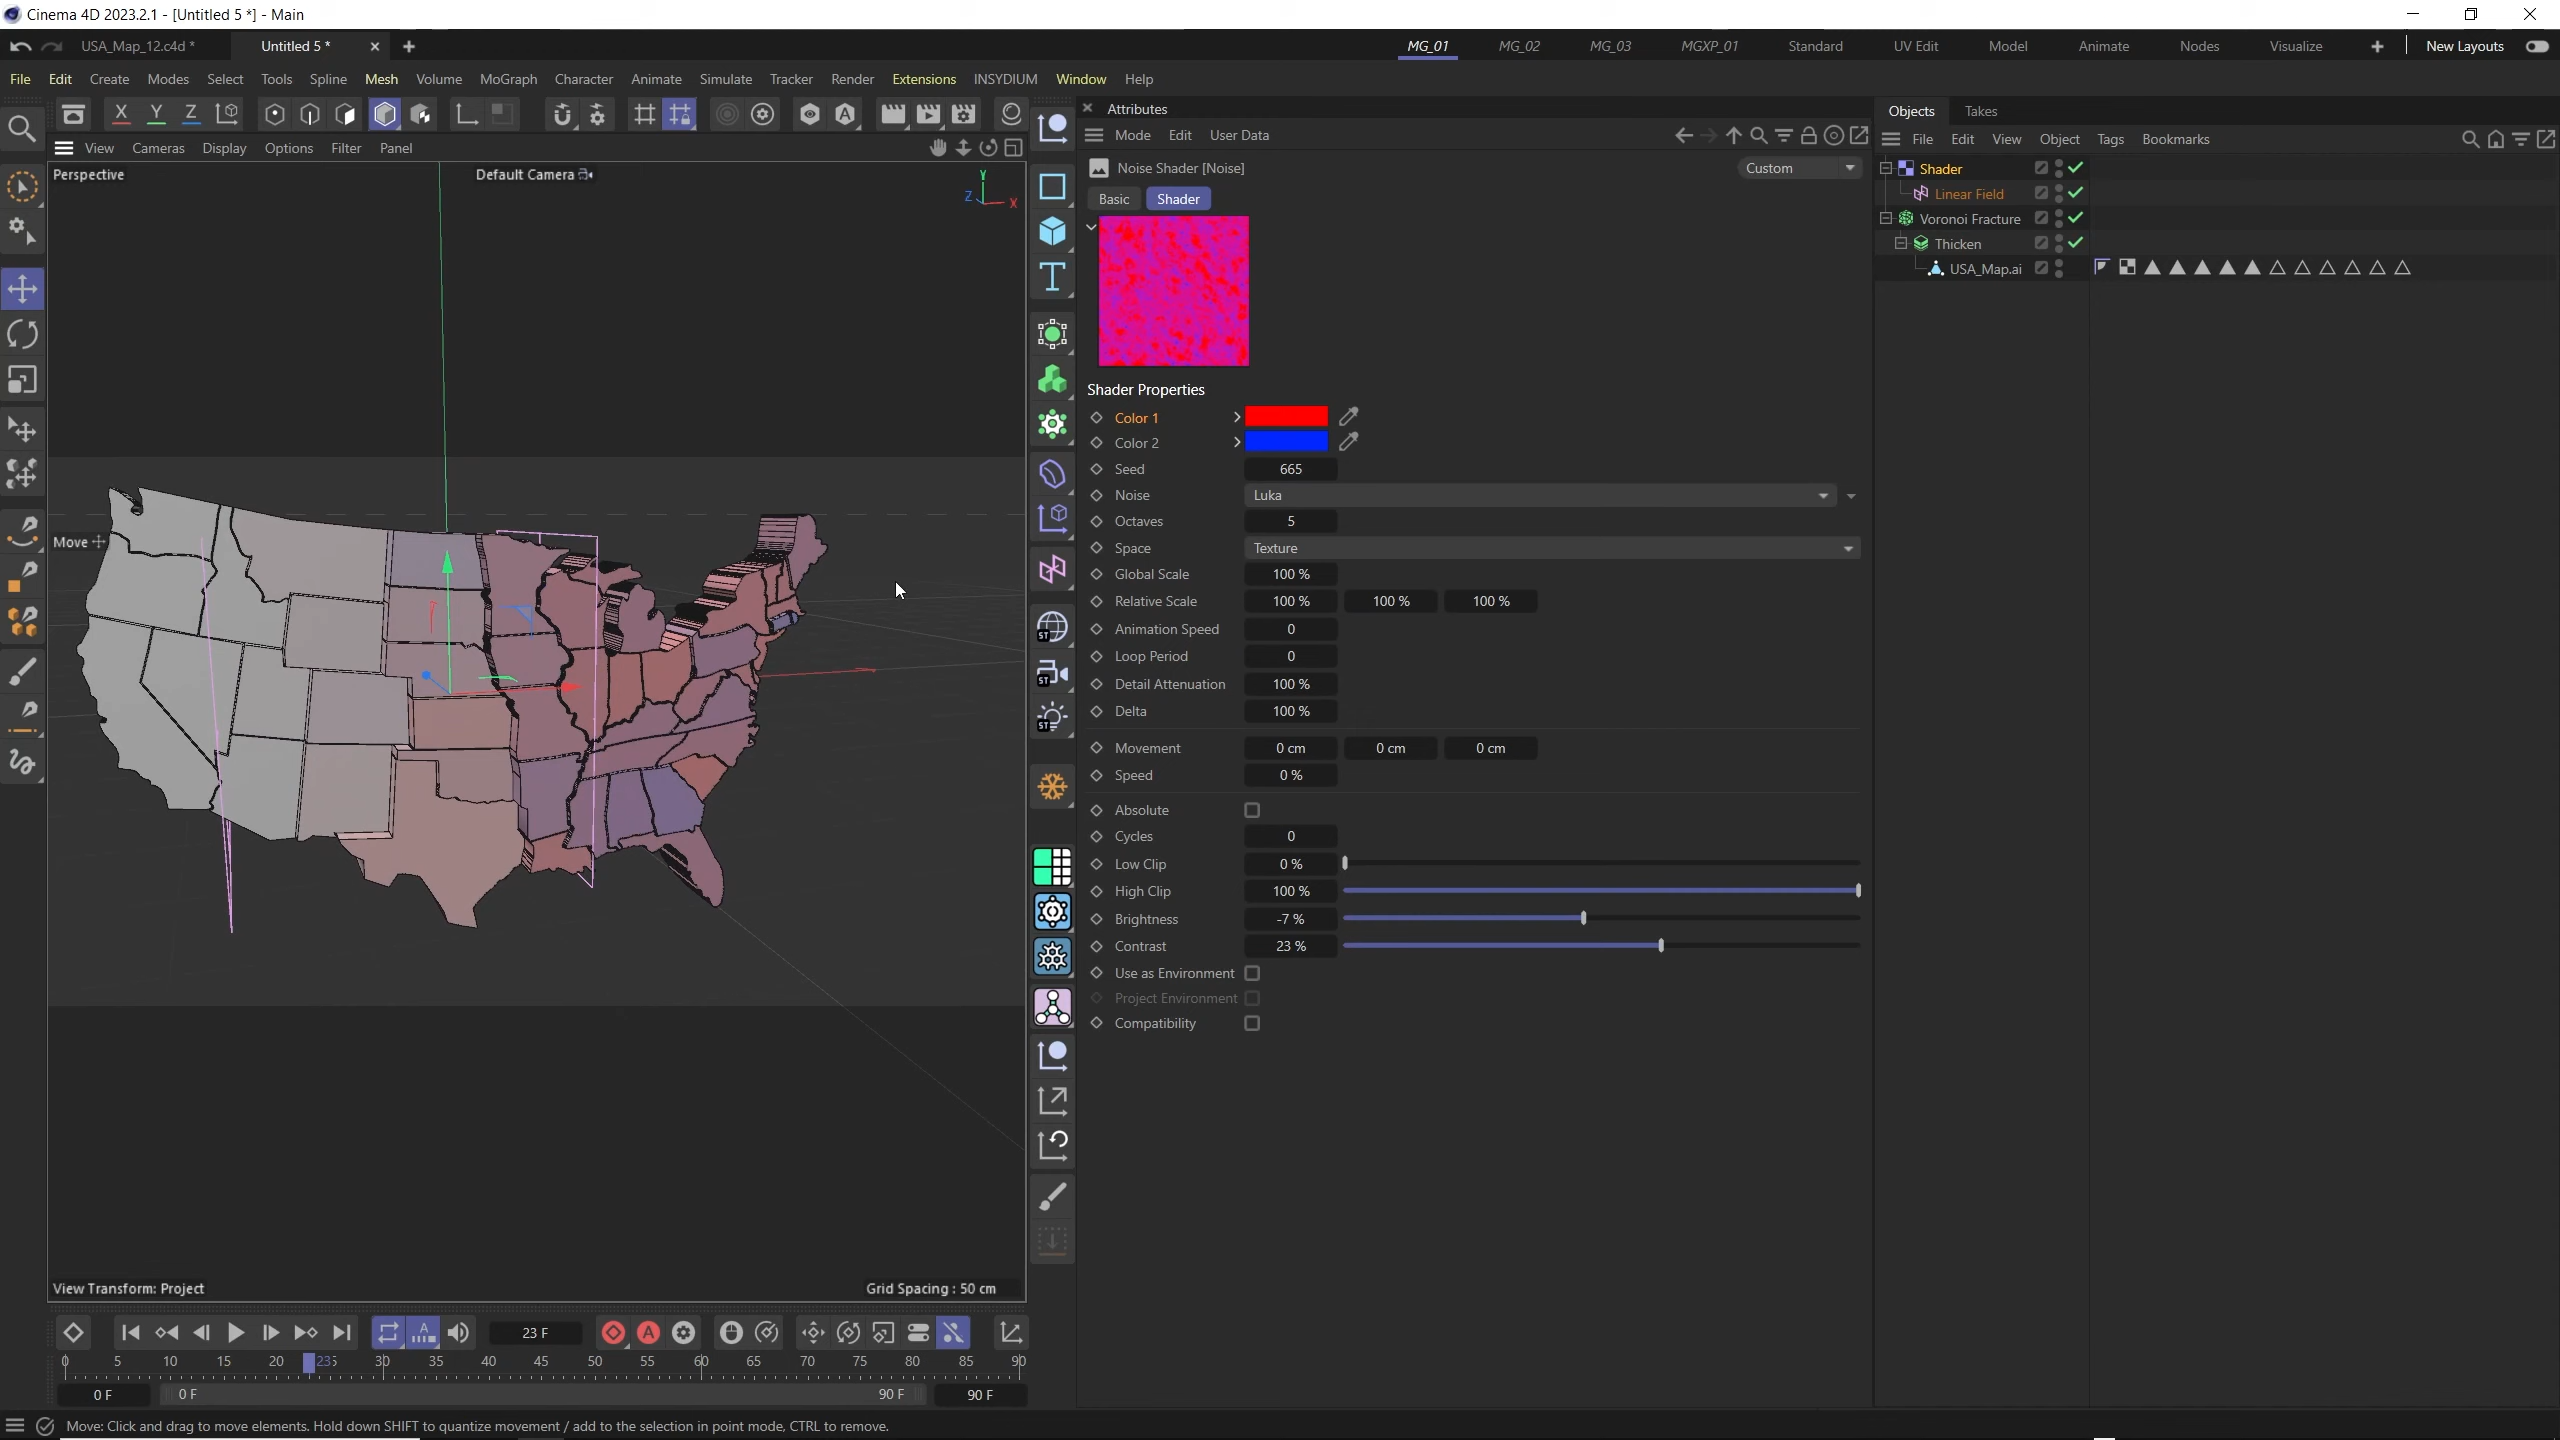 Cinema 4D 2023.2.1 - [Untitled 5 *] - Main
USA_Map_12.c4d *
Untitled 5 *
MG_01
MG_02
MG_03
MGXP_01
Standard
UV Edit
Model
Animate
Nodes
Visualize
New Layouts
File Edit Create Modes Select Tools Spline Mesh Volume MoGraph Character Animate Simulate Tracker Render Extensions INSYDIUM Window Help
View Cameras Display Options Filter Panel
Perspective
Default Camera
Y
Z
X
Move
View Transform: Project
Grid Spacing : 50 cm
Attributes
Mode Edit User Data
Noise Shader [Noise]
Custom
Basic Shader
Shader Properties
Color 1
Color 2
Seed 665
Noise Luka
Octaves 5
Space Texture
Global Scale 100 %
Relative Scale 100 % 100 % 100 %
Animation Speed 0
Loop Period 0
Detail Attenuation 100 %
Delta 100 %
Movement 0 cm 0 cm 0 cm
Speed 0 %
Absolute
Cycles 0
Low Clip 0 %
High Clip 100 %
Brightness -7 %
Contrast 23 %
Use as Environment
Project Environment
Compatibility
Objects Takes
File Edit View Object Tags Bookmarks
Shader
Linear Field
Voronoi Fracture
Thicken
USA_Map.ai
23 F
0 5 10 15 20 235 30 35 40 45 50 55 60 65 70 75 80 85 90
0 F 0 F 90 F 90 F
Move: Click and drag to move elements. Hold down SHIFT to quantize movement / add to the selection in point mode, CTRL to remove.